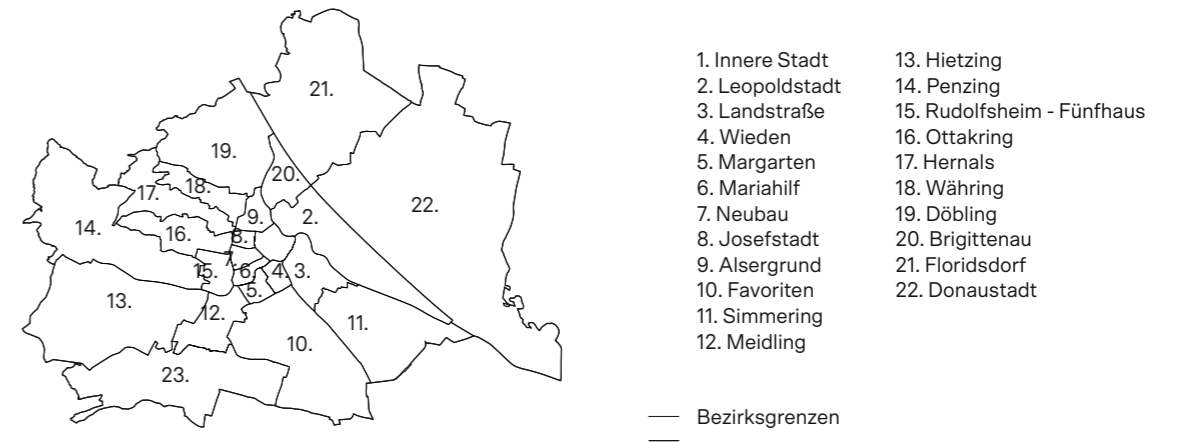 21.
19.
20.
18.
17.
22.
9.
2.
14.
16.
8.
7.
15.
6.
4.
3.
5.
13.
12.
11.
10.
23.
1. Innere Stadt
2. Leopoldstadt
3. Landstraße
4. Wieden
5. Margarten
6. Mariahilf
7. Neubau
8. Josefstadt
9. Alsergrund
10. Favoriten
11. Simmering
12. Meidling
13. Hietzing
14. Penzing
15. Rudolfsheim - Fünfhaus
16. Ottakring
17. Hernals
18. Währing
19. Döbling
20. Brigittenau
21. Floridsdorf
22. Donaustadt
Bezirksgrenzen